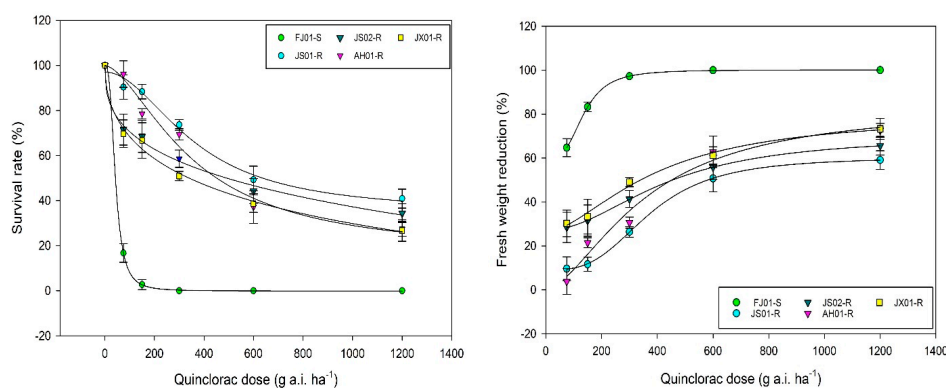 120
100
80
60
40
20
0
-20
Survival rate (%)
FJ01-S JS02-R JX01-R
JS01-R AH01-R
0 200 400 600 800 1000 1200 1400
Quinclorac dose (g a.i. ha⁻¹)
120
100
80
60
40
20
0
-20
Fresh weight reduction (%)
FJ01-S JS02-R JX01-R
JS01-R AH01-R
0 200 400 600 800 1000 1200 1400
Quinclorac dose (g a.i. ha⁻¹)